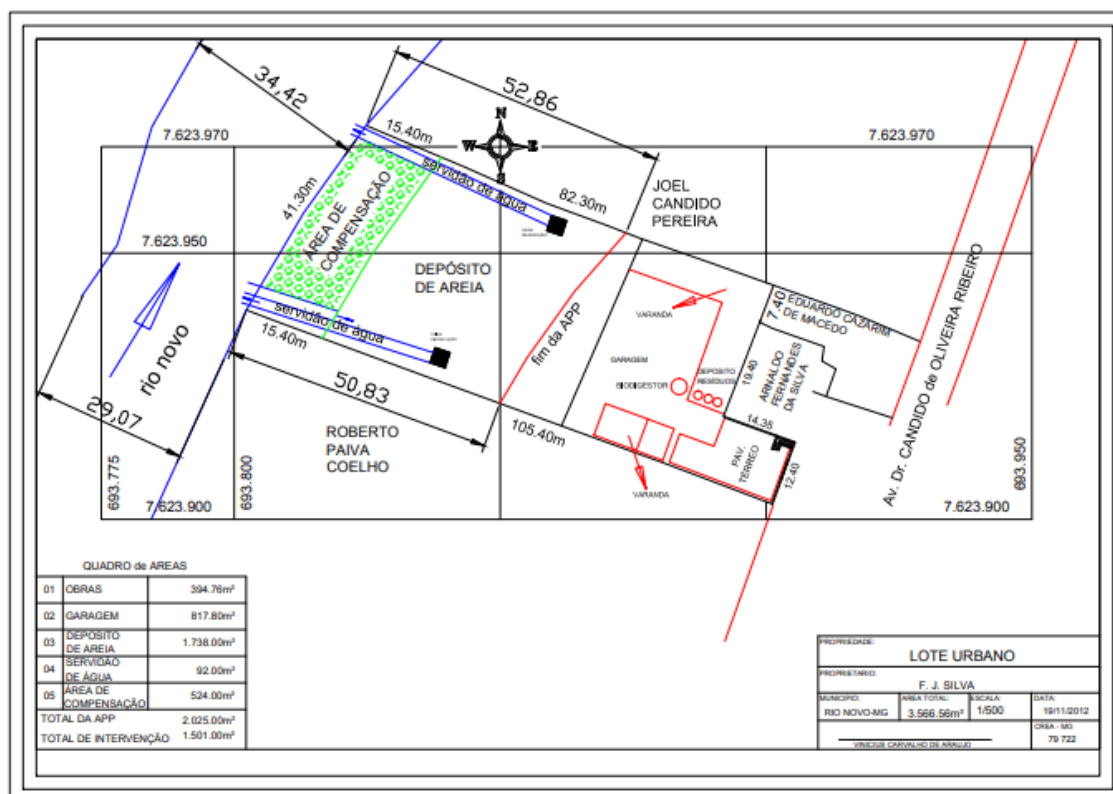 34,42
52,86
N
W E
S
7.623.970
7.623.970
15.40m
servidão de água
82.30m
JOEL
CANDIDO
PEREIRA
41.30m
ÁREA DE
COMPENSAÇÃO
7.623.950
DEPÓSITO
DE AREIA
servidão de água
15.40m
rio novo
fim da APP
VARANDA
7.40
EDUARDO CAZARIM
DE MACEDO
GARAGEM
BIODIGESTOR
DEPOSITO
RESÍDUOS
19.40
ARNALDO
FERNANDES
DA SILVA
Av. Dr. CANDIDO de OLIVEIRA RIBEIRO
50,83
29,07
14.35
105.40m
PAV.
TERREO
12.40
VARANDA
ROBERTO
PAIVA
COELHO
693.775
693.800
693.950
7.623.900
7.623.900
QUADRO de AREAS
01 OBRAS 394.76m²
02 GARAGEM 817.80m²
03 DEPOSITO DE AREIA 1.738.00m²
04 SERVIDÃO DE ÁGUA 92.00m²
05 ÁREA DE COMPENSAÇÃO 524.00m²
TOTAL DA APP 2.025.00m²
TOTAL DE INTERVENÇÃO 1.501.00m²
PROPRIEDADE:
LOTE URBANO
PROPRIETARIO:
F. J. SILVA
MUNICIPIO: AREA TOTAL: ESCALA: DATA:
RIO NOVO-MG 3.566.56m² 1/500 19/11/2012
CREA - MG
79 722
VINICIUS CARVALHO DE ARAUJO